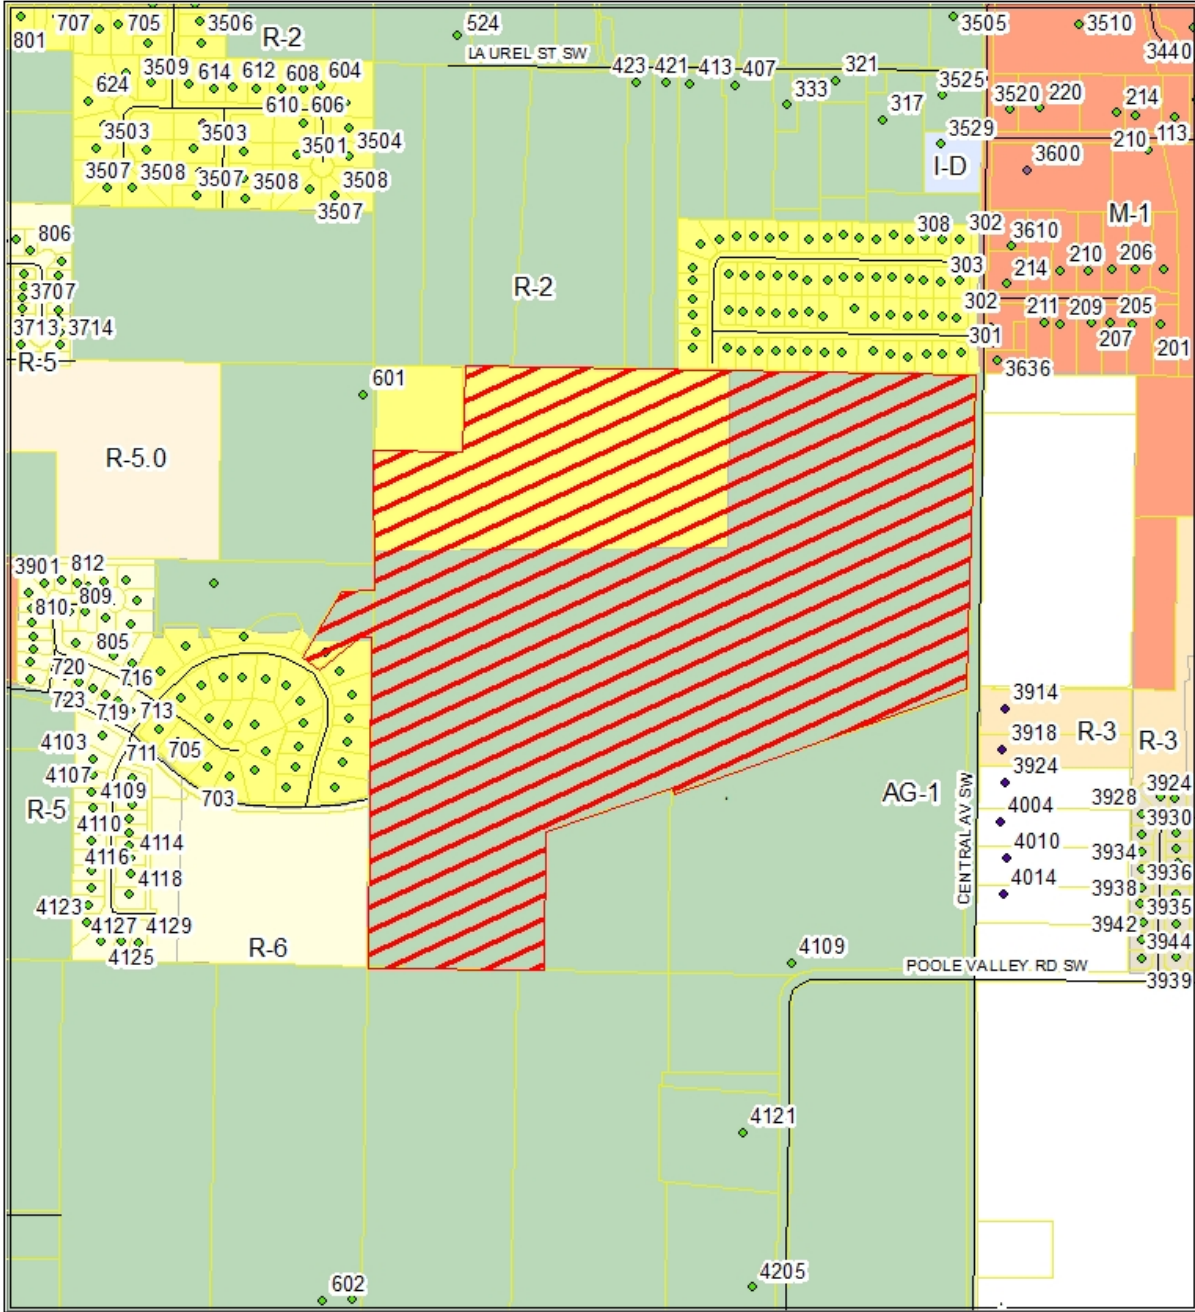 707 705 3506 524 3505 3510
801 R-2 3440
LAUREL ST SW
3509 614 612 608 604 423 421 413 407 321 3525
624 610 606 333 317 3520 220 214
3503 3503 3501 3504 3529 210 113
I-D 3600
3507 3508 3507 3508 3508
3507 M-1
806 308 302 3610
303 214 210 206
3707 R-2 302 211 209 205
3713 3714 301 207 201
R-5 3636
601
R-5.0
3901 812
810 809
805
720 716
723 719 713 3914
4103 711 705 3918 R-3 R-3
4107 4109 703 3924 3924
R-5 AG-1 4004 3928 3930
4110 4114 4010 3934
4116 4118 4014 3938 3936
CENTRAL AV SW
4123 3935
4127 4129 3942
4125 R-6 4109 3944
POOLE VALLEY RD SW
3939
4121
4205
602